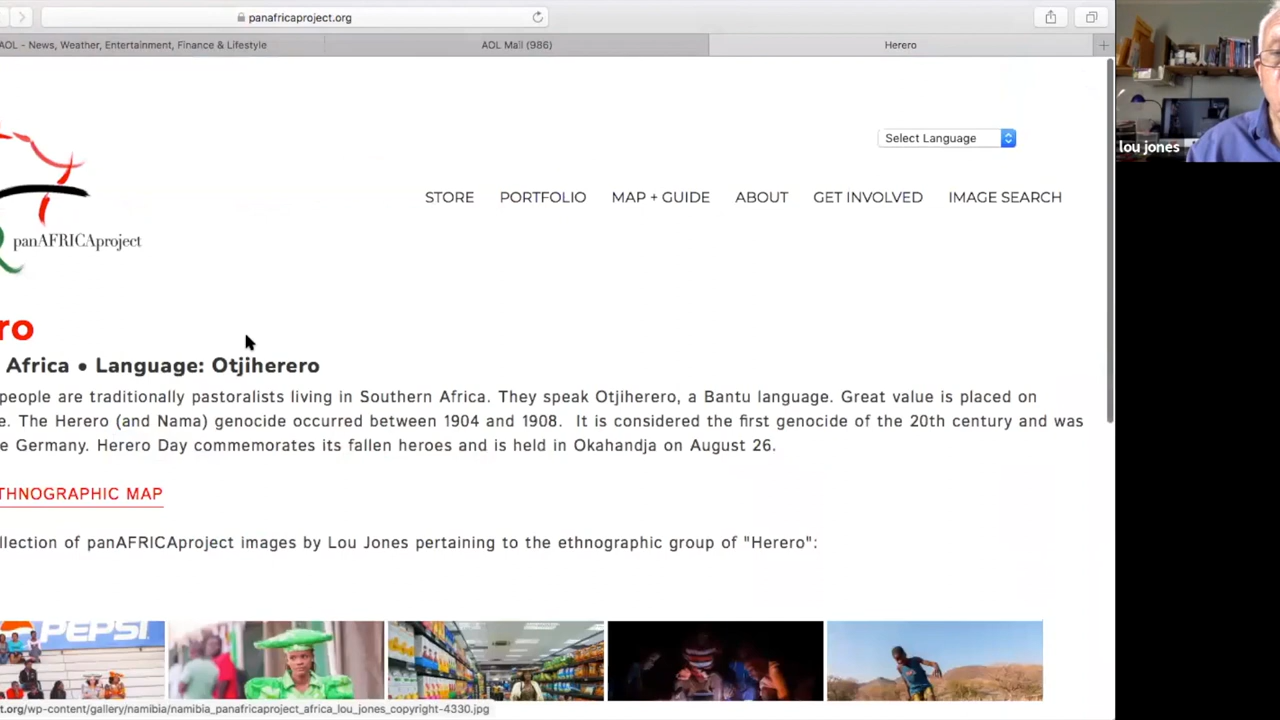 panafricaproject.org
AOL - News, Weather, Entertainment, Finance & Lifestyle
AOL Mail (986)
Herero
lou jones
Select Language
STORE PORTFOLIO MAP + GUIDE ABOUT GET INVOLVED IMAGE SEARCH
panAFRICAproject
ro
Africa • Language: Otjiherero
people are traditionally pastoralists living in Southern Africa. They speak Otjiherero, a Bantu language. Great value is placed on
e. The Herero (and Nama) genocide occurred between 1904 and 1908. It is considered the first genocide of the 20th century and was
e Germany. Herero Day commemorates its fallen heroes and is held in Okahandja on August 26.
THNOGRAPHIC MAP
llection of panAFRICAproject images by Lou Jones pertaining to the ethnographic group of "Herero":
PEPSI
t.org/wp-content/gallery/namibia/namibia_panafricaproject_africa_lou_jones_copyright-4330.jpg